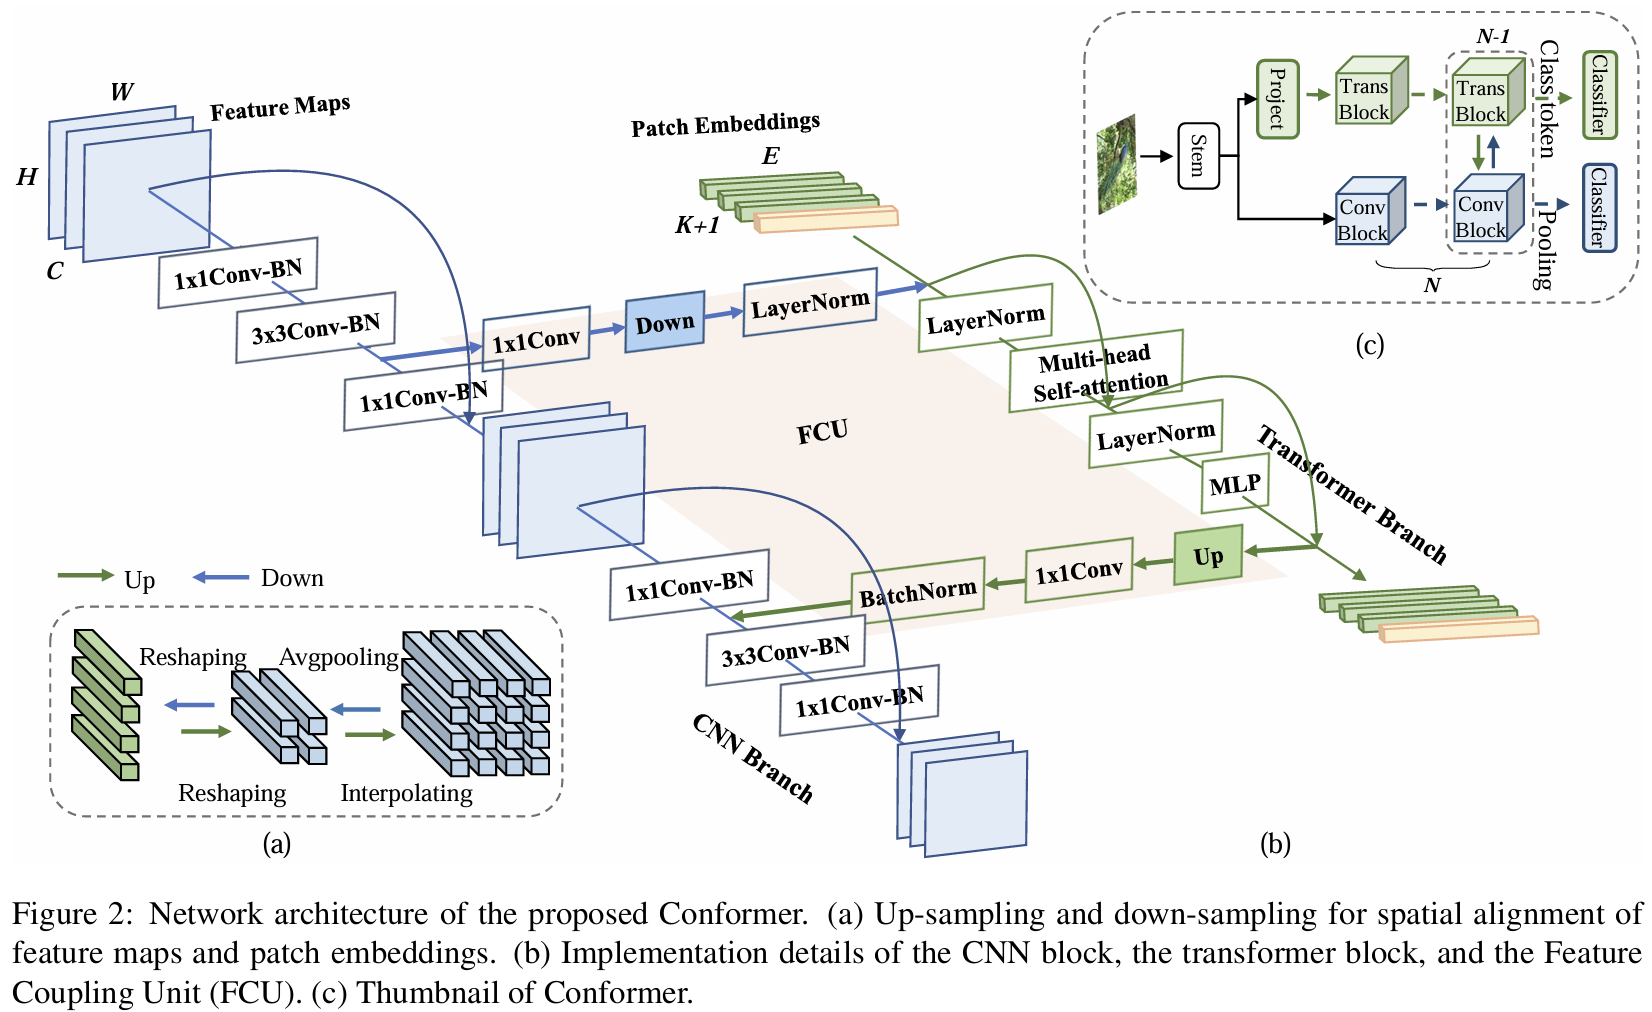 W
Feature Maps
H
C
1x1Conv-BN
3x3Conv-BN
1x1Conv-BN
1x1Conv
Down
LayerNorm
Patch Embeddings
E
K+1
LayerNorm
Multi-head
Self-attention
LayerNorm
MLP
Transformer Branch
FCU
Up
1x1Conv
BatchNorm
1x1Conv-BN
3x3Conv-BN
1x1Conv-BN
CNN Branch
(b)
Up
Down
Reshaping
Avgpooling
Reshaping
Interpolating
(a)
Stem
Project
Trans
Block
N-1
Trans
Block
Class token
Classifier
Conv
Block
Conv
Block
Pooling
Classifier
N
(c)
Figure 2: Network architecture of the proposed Conformer. (a) Up-sampling and down-sampling for spatial alignment of
feature maps and patch embeddings. (b) Implementation details of the CNN block, the transformer block, and the Feature
Coupling Unit (FCU). (c) Thumbnail of Conformer.